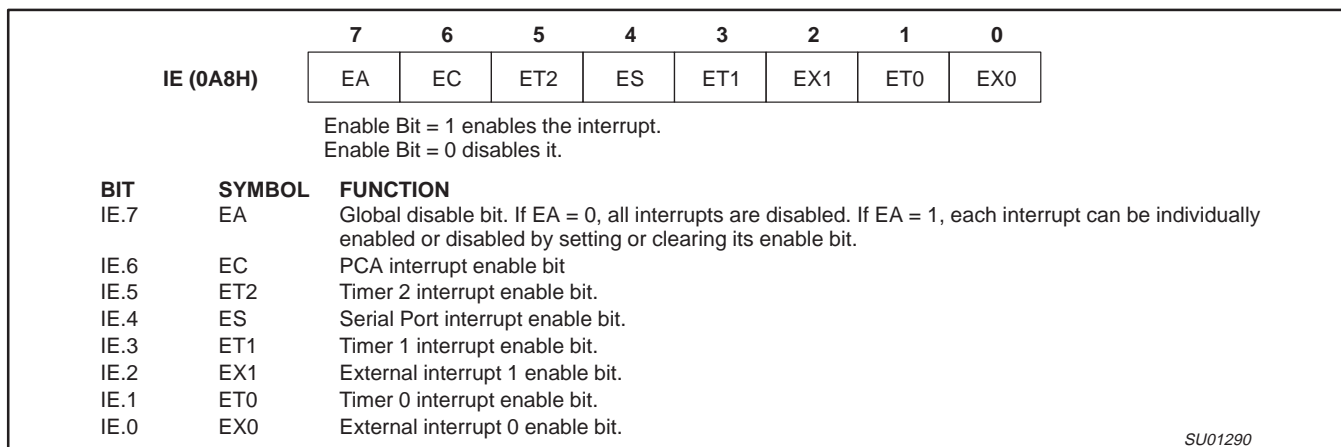 7 6 5 4 3 2 1 0
IE (0A8H) EA EC ET2 ES ET1 EX1 ET0 EX0
Enable Bit = 1 enables the interrupt.
Enable Bit = 0 disables it.
BIT SYMBOL FUNCTION
IE.7 EA Global disable bit. If EA = 0, all interrupts are disabled. If EA = 1, each interrupt can be individually
enabled or disabled by setting or clearing its enable bit.
IE.6 EC PCA interrupt enable bit
IE.5 ET2 Timer 2 interrupt enable bit.
IE.4 ES Serial Port interrupt enable bit.
IE.3 ET1 Timer 1 interrupt enable bit.
IE.2 EX1 External interrupt 1 enable bit.
IE.1 ET0 Timer 0 interrupt enable bit.
IE.0 EX0 External interrupt 0 enable bit.
SU01290